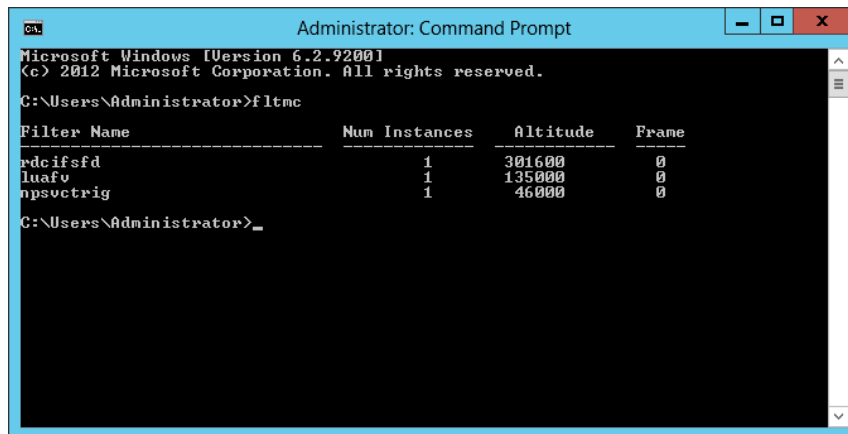 Administrator: Command Prompt
Microsoft Windows [Version 6.2.9200]
(c) 2012 Microsoft Corporation. All rights reserved.
C:\Users\Administrator>fltmc
Filter Name                     Num Instances    Altitude    Frame
------------------------------  -------------  ------------  -----
rdcifsfd                                1       301600         0
luafv                                   1       135000         0
npsvctrig                               1        46000         0
C:\Users\Administrator>_